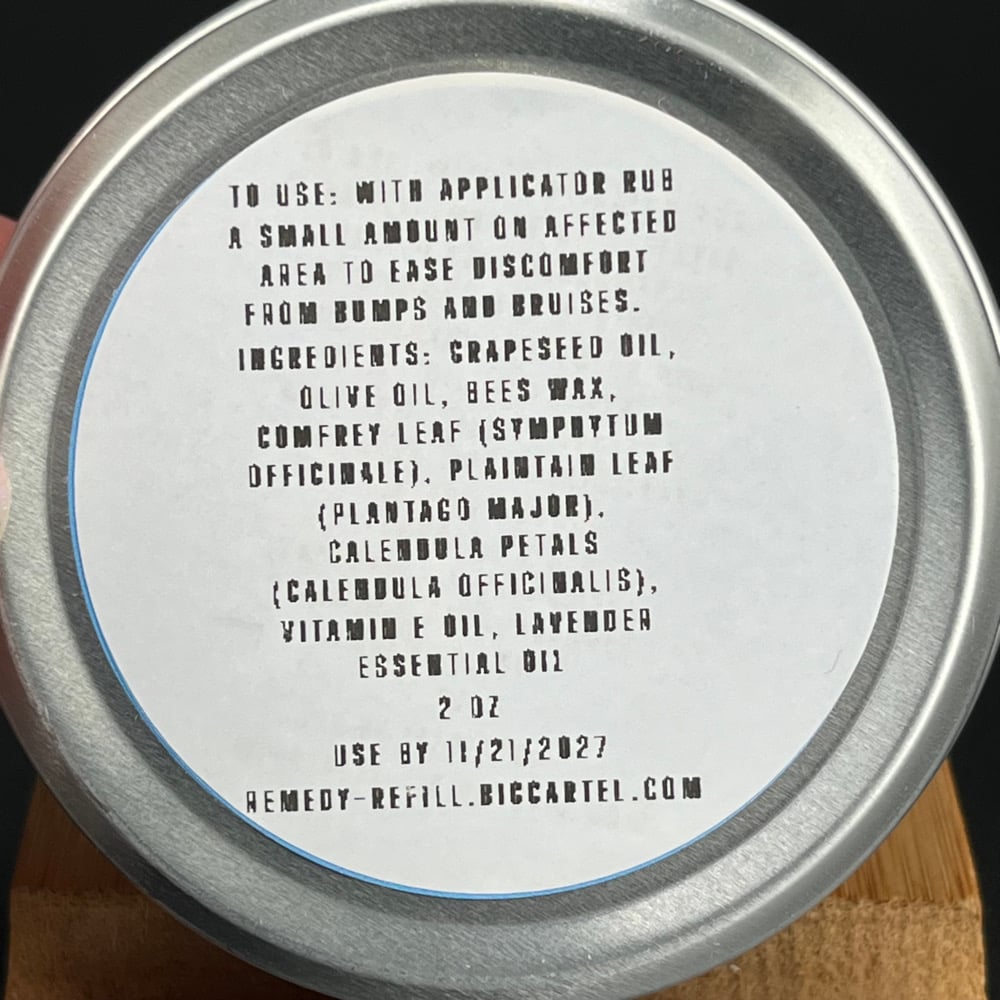 TO USE: WITH APPLICATOR RUB
A SMALL AMOUNT ON AFFECTED
AREA TO EASE DISCOMFORT
FROM BUMPS AND BRUISES.
INGREDIENTS: GRAPESEED OIL,
OLIVE OIL, BEES WAX,
COMFREY LEAF (SYMPHYTUM
OFFICINALE), PLAINTAIN LEAF
(PLANTAGO MAJOR),
CALENDULA PETALS
(CALENDULA OFFICINALIS),
VITAMIN E OIL, LAVENDER
ESSENTIAL OIL
2 OZ
USE BY 11/21/2027
REMEDY-REFILL.BIGCARTEL.COM